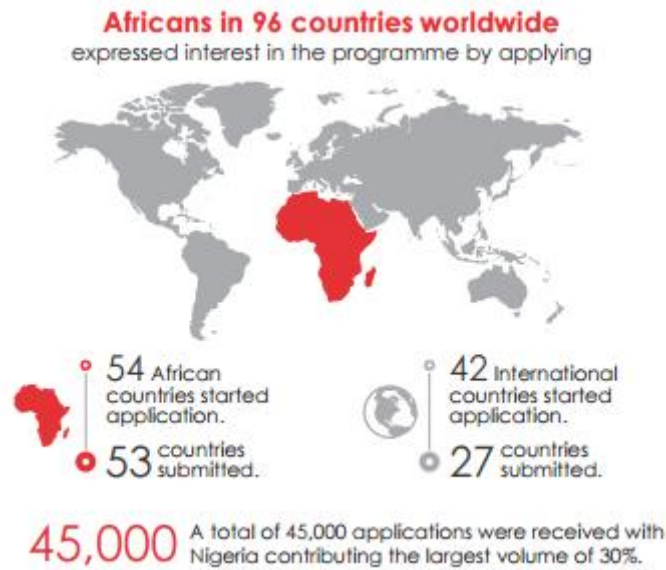 Africans in 96 countries worldwide
expressed interest in the programme by applying
54 African
countries started
application.
53 countries
submitted.
42 International
countries started
application.
27 countries
submitted.
45,000
A total of 45,000 applications were received with
Nigeria contributing the largest volume of 30%.